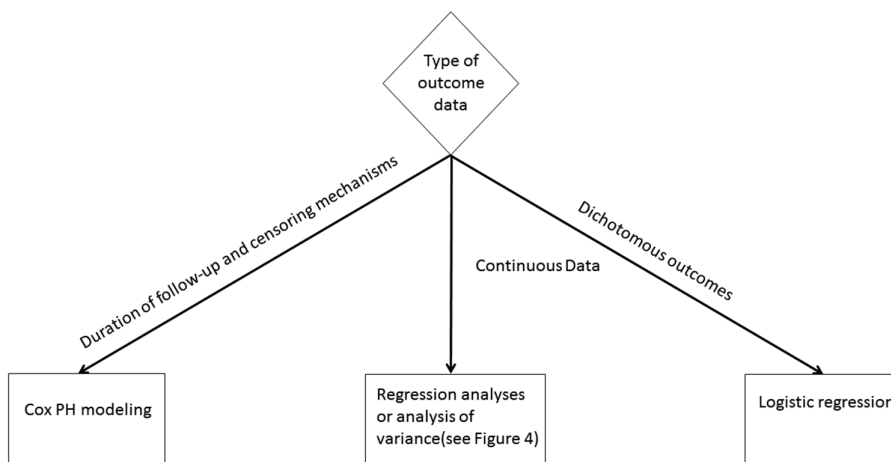 Type of
outcome
data
Duration of follow-up and censoring mechanisms
Continuous Data
Dichotomous outcomes
Cox PH modeling
Regression analyses
or analysis of
variance(see Figure 4)
Logistic regression